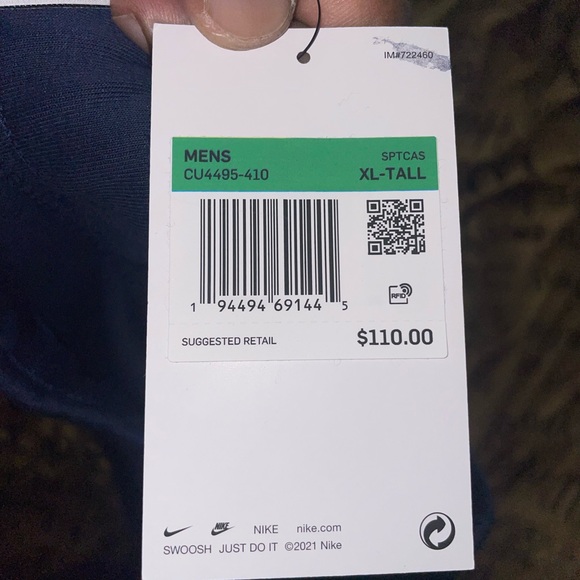 IM#722460
MENS SPTCAS
CU4495-410 XL-TALL
1 94494 69144 5
RFID
SUGGESTED RETAIL $110.00
NIKE NIKE nike.com
SWOOSH JUST DO IT ©2021 Nike